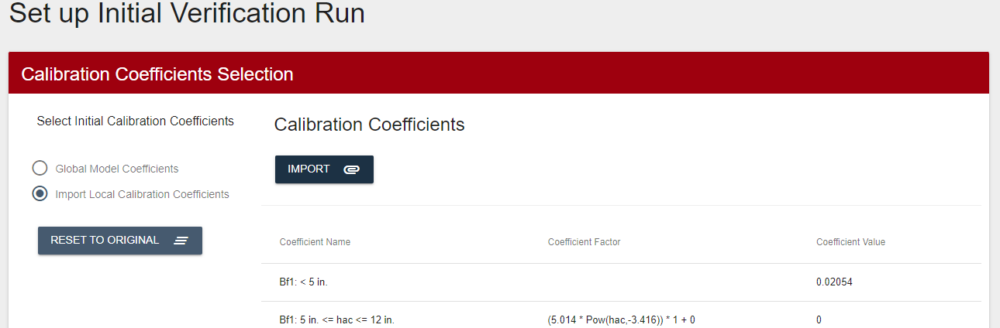 Set up Initial Verification Run
Calibration Coefficients Selection
Select Initial Calibration Coefficients
Global Model Coefficients
Import Local Calibration Coefficients
RESET TO ORIGINAL
Calibration Coefficients
IMPORT
Coefficient Name Coefficient Factor Coefficient Value
Bf1: < 5 in. 0.02054
Bf1: 5 in. <= hac <= 12 in. (5.014 * Pow(hac,-3.416)) * 1 + 0 0